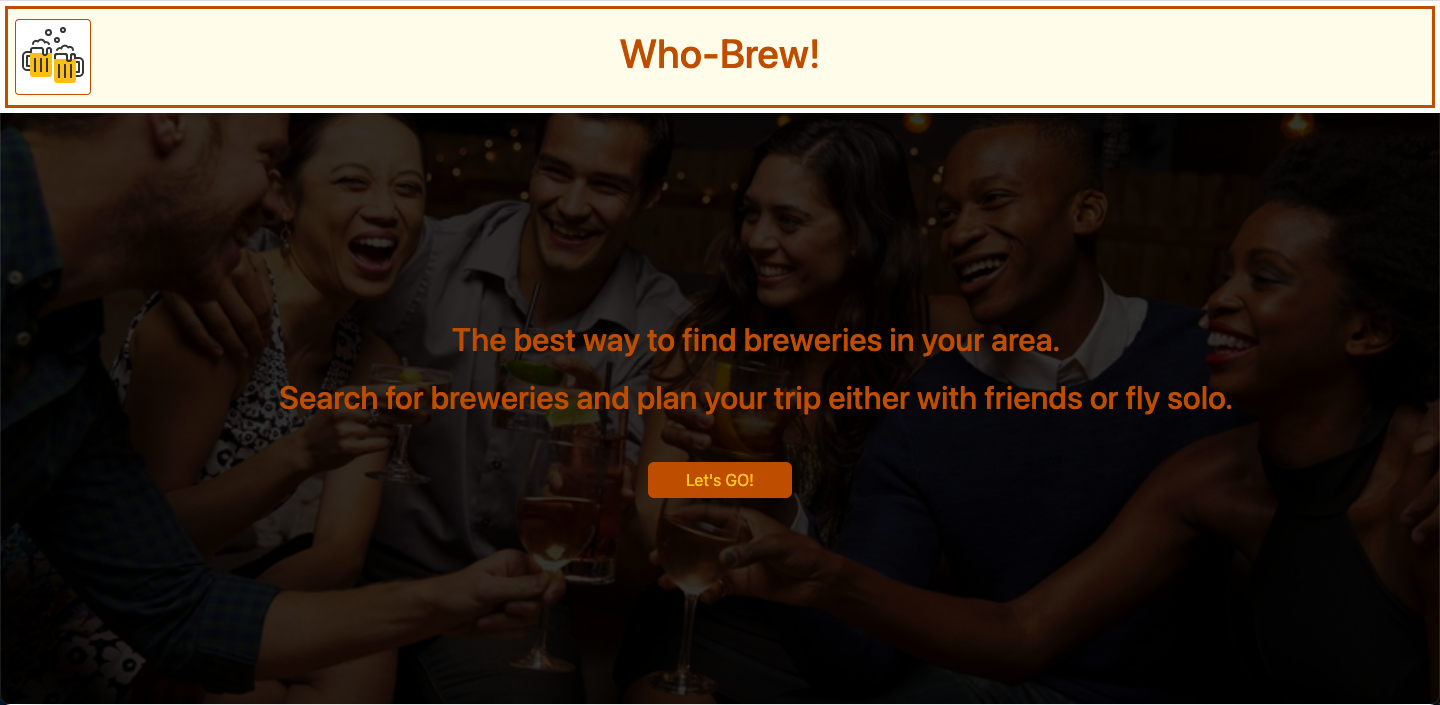 Who-Brew!
The best way to find breweries in your area.
Search for breweries and plan your trip either with friends or fly solo.
Let's GO!